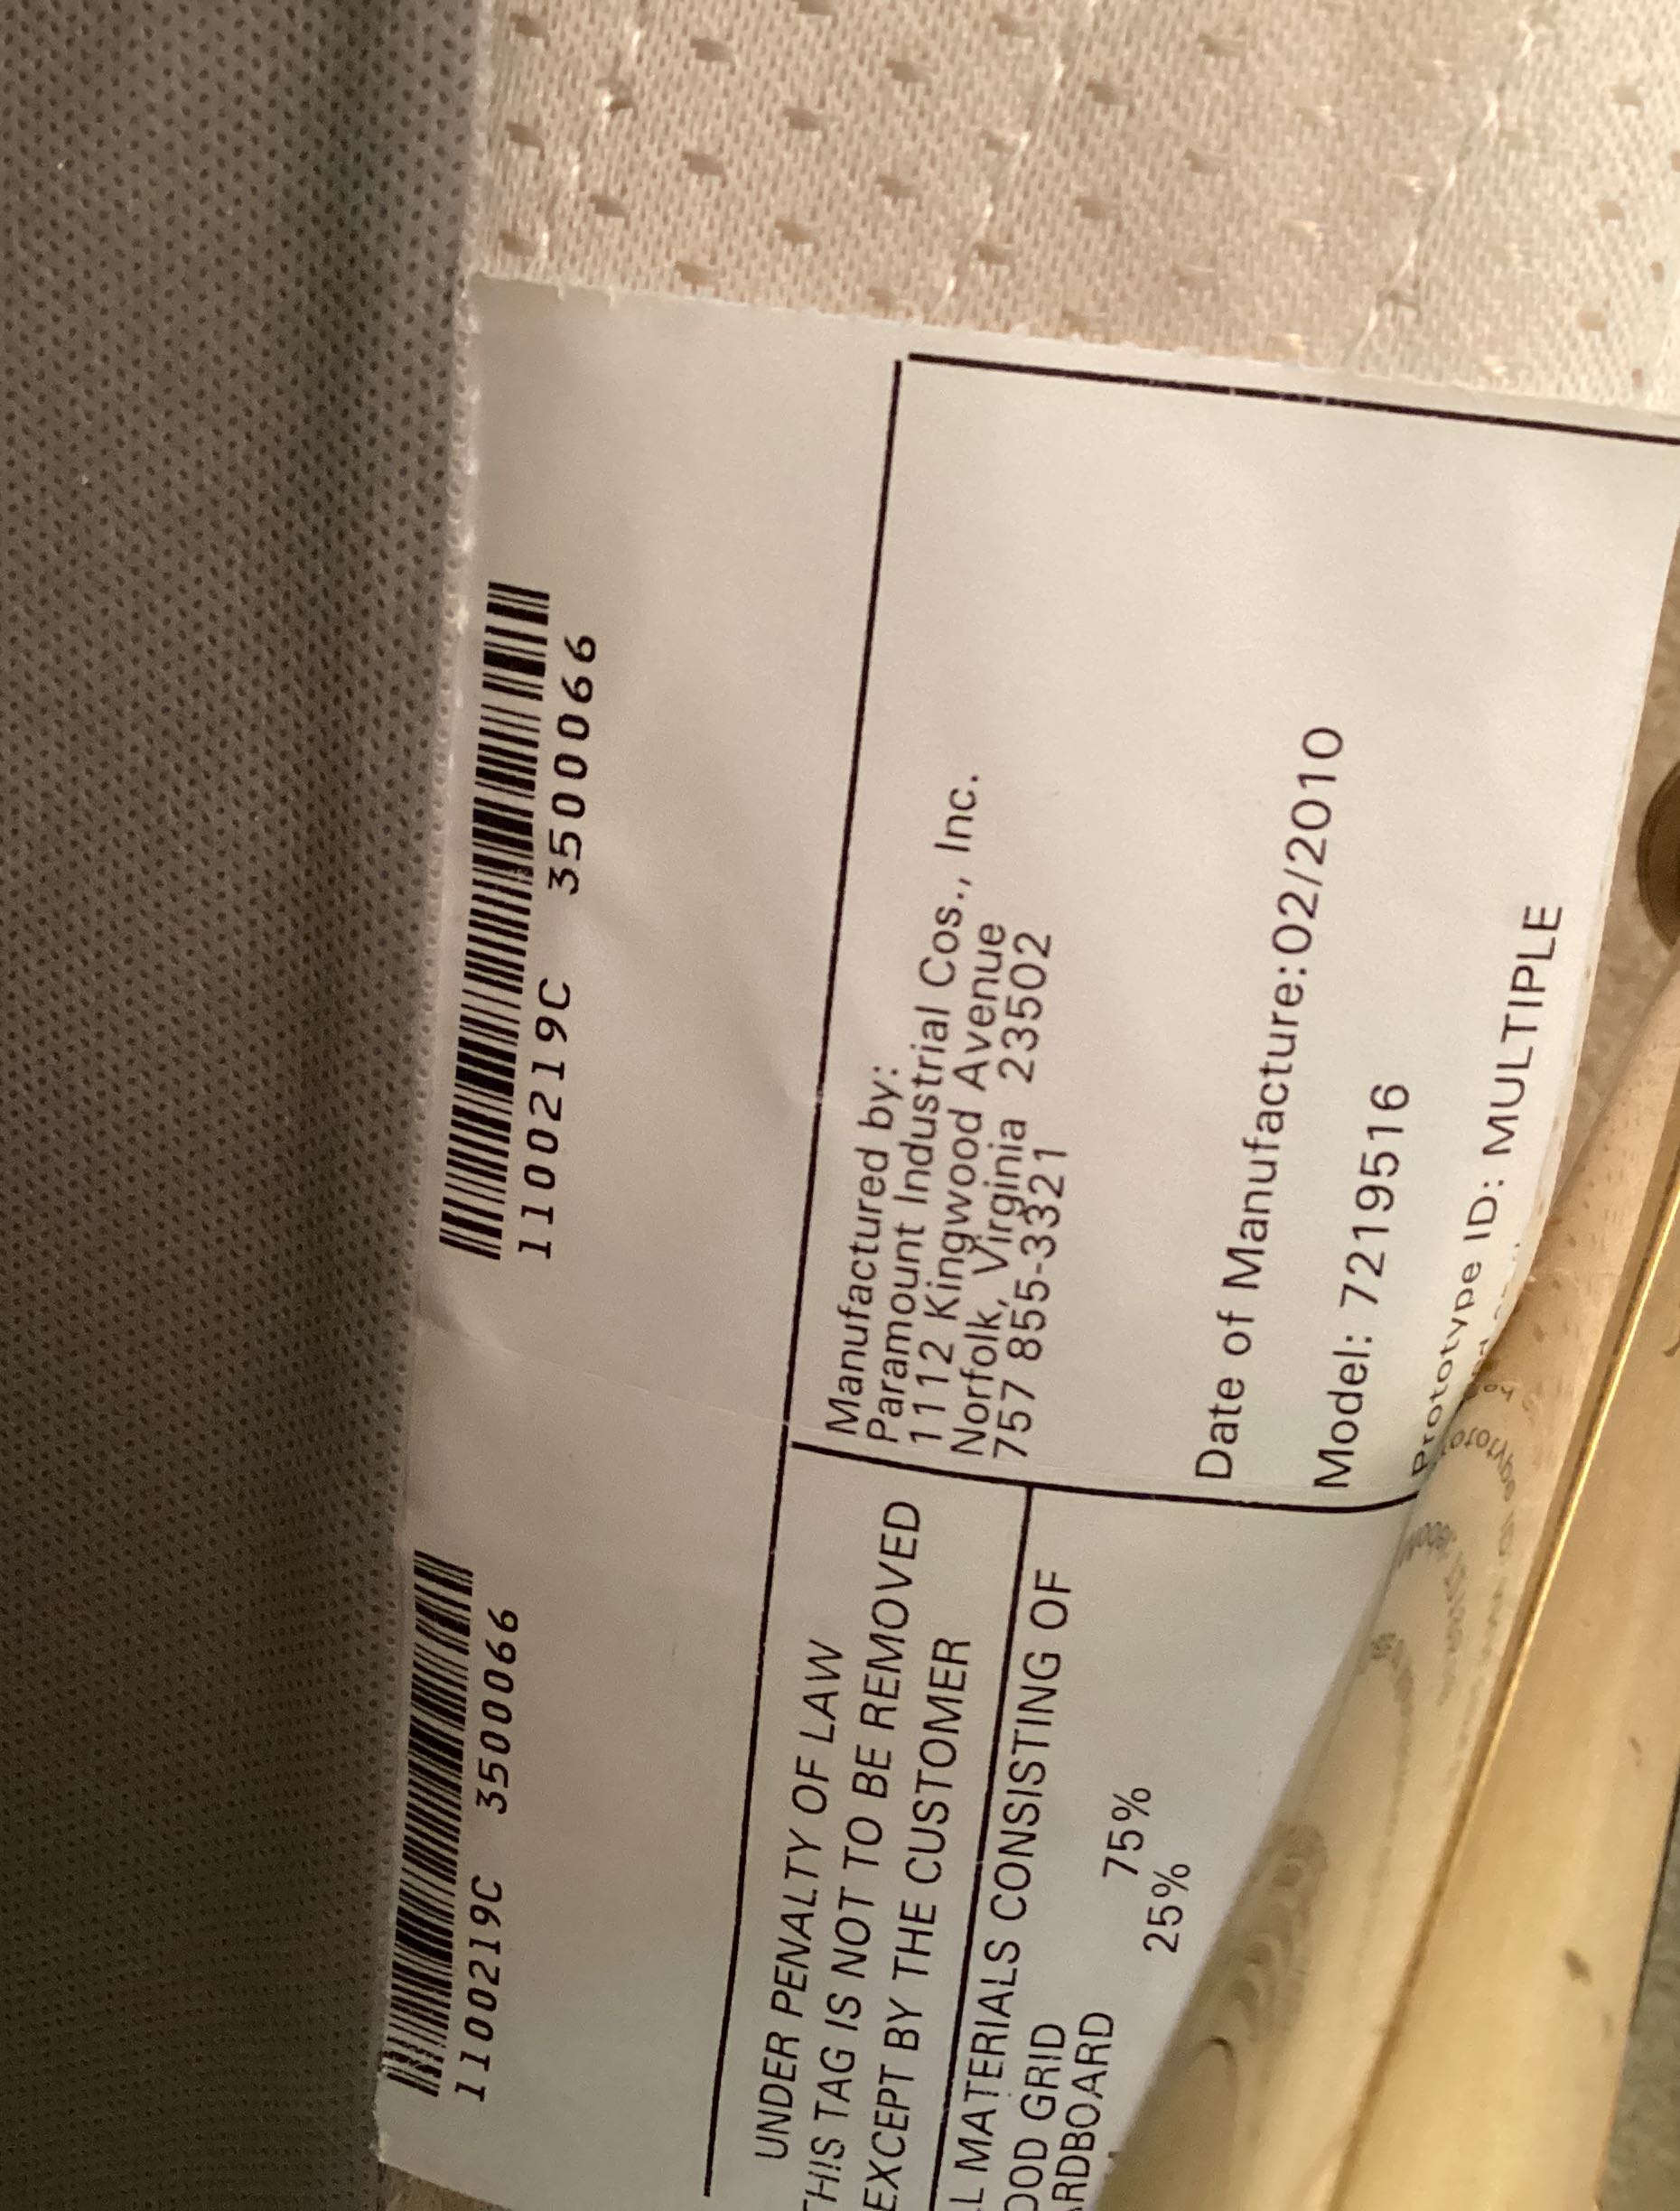 1100219C 3500066
1100219C 3500066
UNDER PENALTY OF LAW
THIS TAG IS NOT TO BE REMOVED
EXCEPT BY THE CUSTOMER
MATERIALS CONSISTING OF
GRID 75%
25%
Manufactured by:
Paramount Industrial Cos., Inc.
1112 Kingwood Avenue
Norfolk, Virginia 23502
757 855-3321
Date of Manufacture:02/2010
Model: 7219516
Prototype ID: MULTIPLE